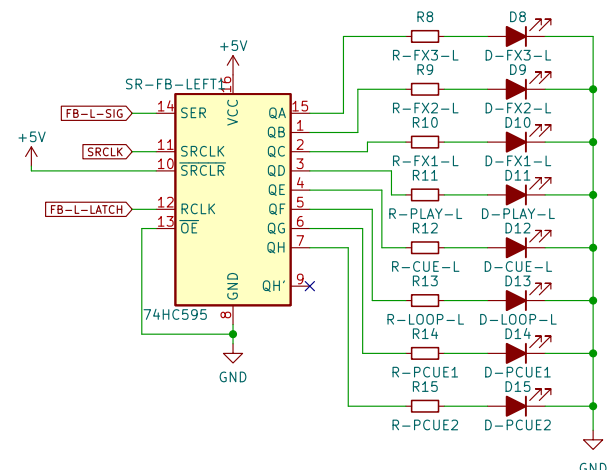 +5V
SR-FB-LEFT1
16
VCC
FB-L-SIG
14
SER
QA
15
QB
1
+5V
SRCLK
11
SRCLK
QC
2
10
SRCLR
QD
3
QE
4
FB-L-LATCH
12
RCLK
QF
5
13
OE
QG
6
QH
7
GND
QH'
9
8
74HC595
GND
R8
D8
R-FX3-L
D-FX3-L
R9
D9
R-FX2-L
D-FX2-L
R10
D10
R-FX1-L
D-FX1-L
R11
D11
R-PLAY-L
D-PLAY-L
R12
D12
R-CUE-L
D-CUE-L
R13
D13
R-LOOP-L
D-LOOP-L
R14
D14
R-PCUE1
D-PCUE1
R15
D15
R-PCUE2
D-PCUE2
GND